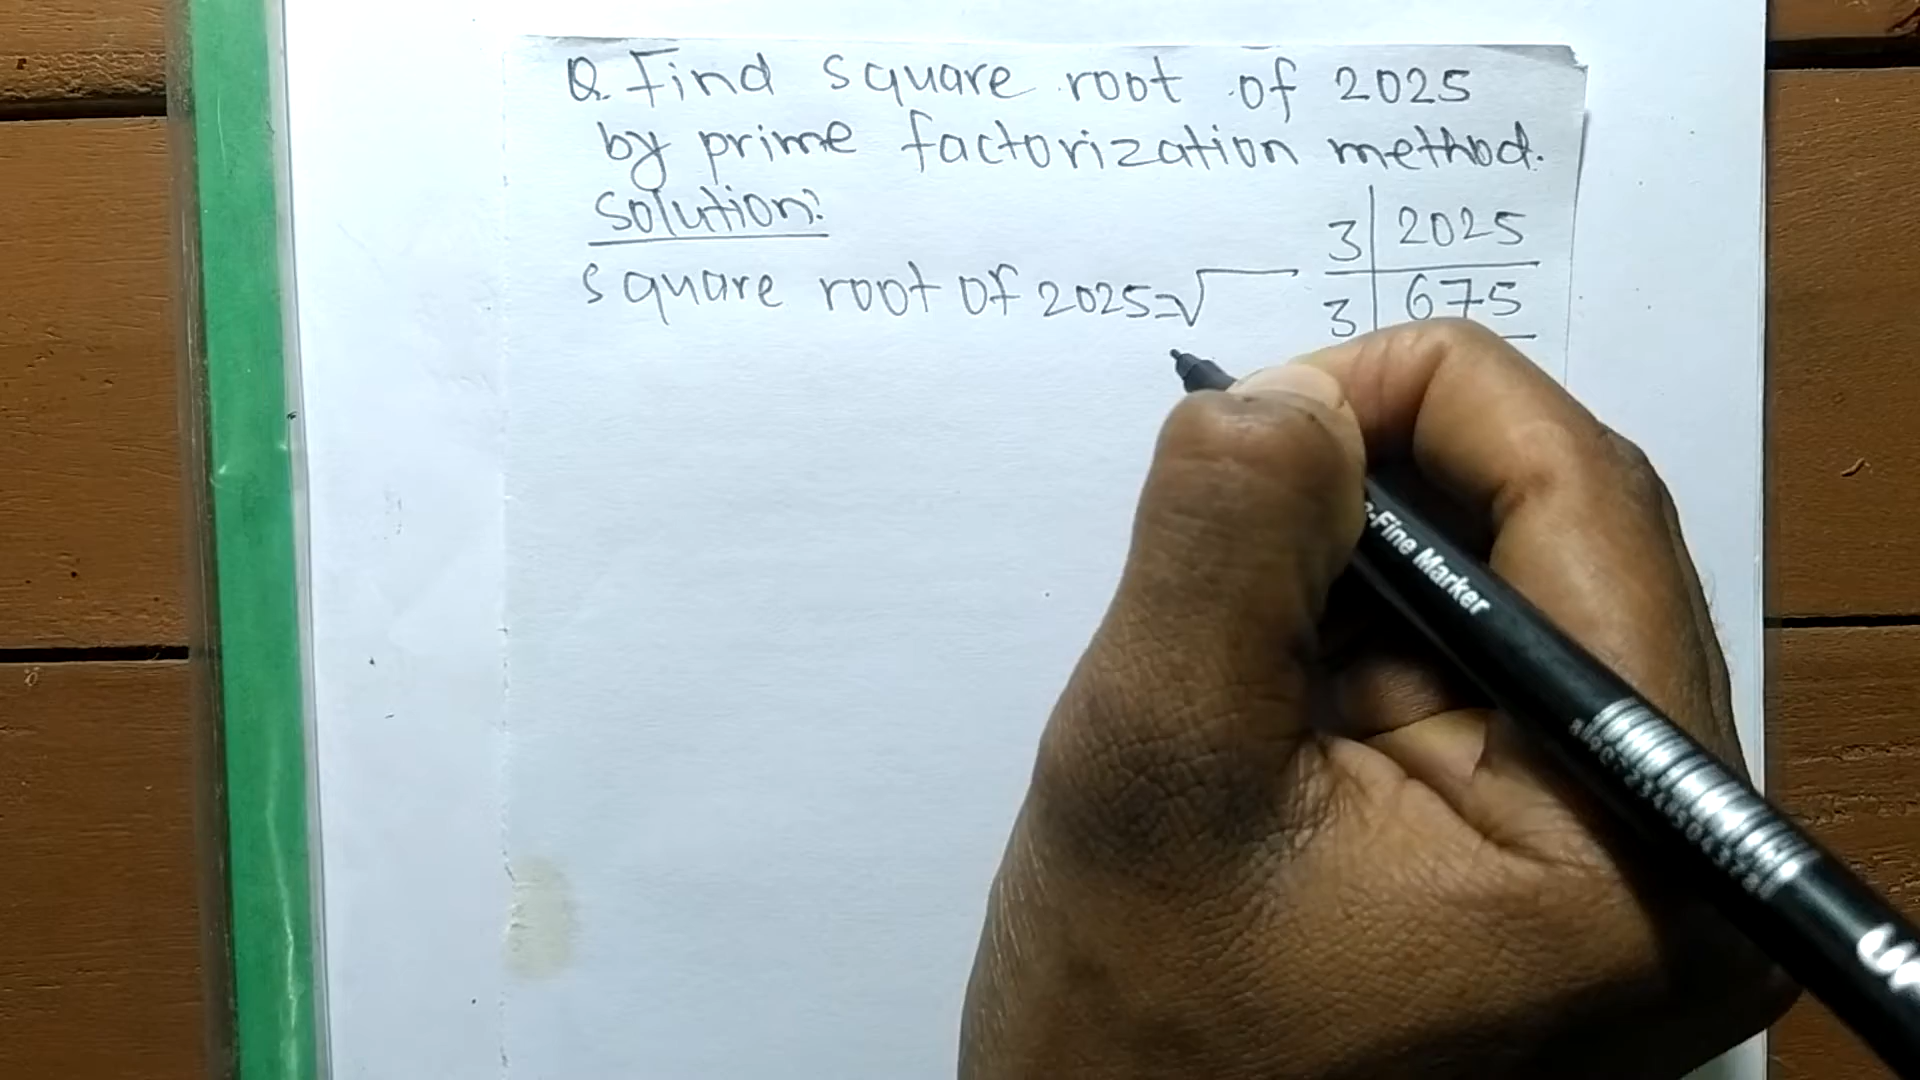 Q. Find square root of 2025
by prime factorization method.
Solution:
square root of 2025=√
3 | 2025
3 | 675
-Fine Marker